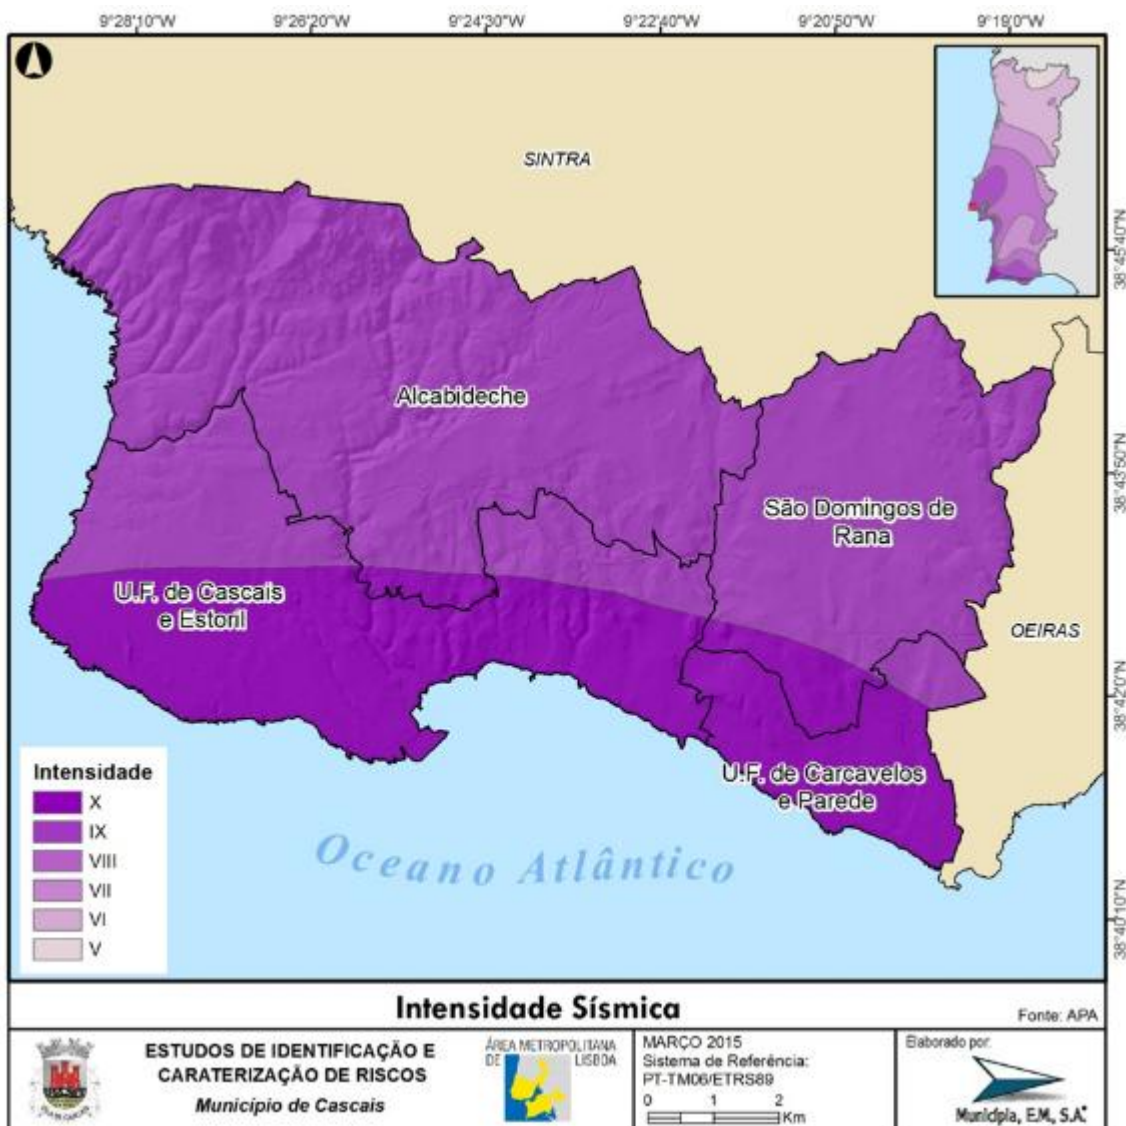 9°28'10"W 9°26'20"W 9°24'30"W 9°22'40"W 9°20'50"W 9°19'0"W
SINTRA
38°45'40"N
Alcabideche
38°43'50"N
São Domingos de
Rana
U.F. de Cascais
e Estoril
OEIRAS
38°42'0"N
U.F. de Carcavelos
e Parede
Intensidade
X
IX
VIII
VII
VI
V
Oceano Atlântico
38°40'10"N
Intensidade Sísmica
Fonte: APA
ESTUDOS DE IDENTIFICAÇÃO E
CARATERIZAÇÃO DE RISCOS
Município de Cascais
ÁREA METROPOLITANA
DE LISBOA
MARÇO 2015
Sistema de Referência:
PT-TM06/ETRS89
0 1 2
Km
Elaborado por:
Municípia, E.M., S.A.